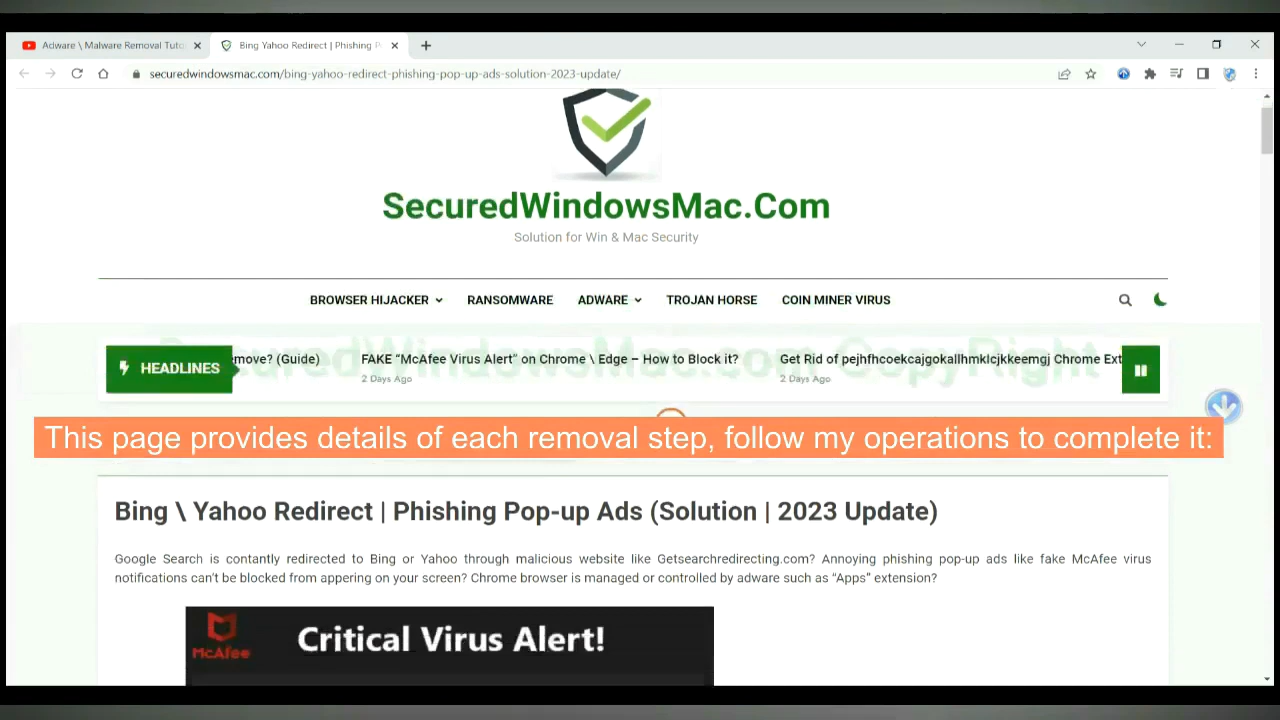 Adware \ Malware Removal Tuto
Bing Yahoo Redirect | Phishing P
securedwindowsmac.com/bing-yahoo-redirect-phishing-pop-up-ads-solution-2023-update/
SecuredWindowsMac.Com
Solution for Win & Mac Security
BROWSER HIJACKER RANSOMWARE ADWARE TROJAN HORSE COIN MINER VIRUS
SecuredWindowsMac.Com CopyRight
HEADLINES
emove? (Guide)
FAKE “McAfee Virus Alert” on Chrome \ Edge – How to Block it?
2 Days Ago
Get Rid of pejhfhcoekcajgokallhmklcjkkeemgj Chrome Ext
2 Days Ago
This page provides details of each removal step, follow my operations to complete it:
Bing \ Yahoo Redirect | Phishing Pop-up Ads (Solution | 2023 Update)
Google Search is contantly redirected to Bing or Yahoo through malicious website like Getsearchredirecting.com? Annoying phishing pop-up ads like fake McAfee virus
notifications can’t be blocked from appering on your screen? Chrome browser is managed or controlled by adware such as “Apps” extension?
McAfee
Critical Virus Alert!